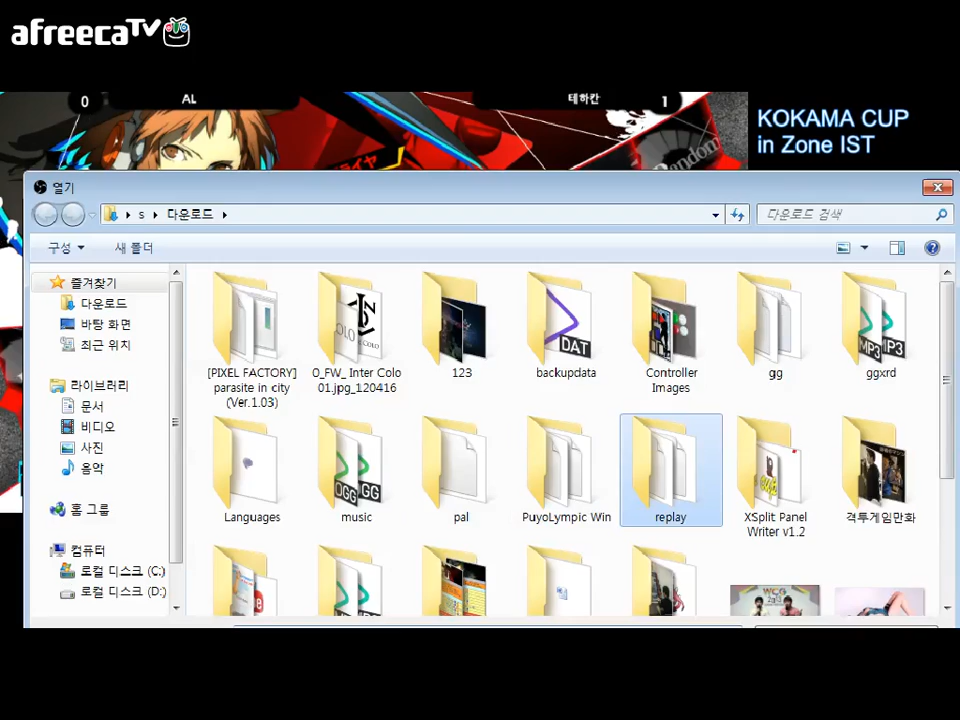 afreecaTV
0 AL 테하칸 1
KOKAMA CUP
in Zone IST
Random
열기
s 다운로드
다운로드 검색
구성 새 폴더
즐겨찾기
다운로드
바탕 화면
최근 위치
라이브러리
문서
비디오
사진
음악
홈 그룹
컴퓨터
로컬 디스크 (C:)
로컬 디스크 (D:)
[PIXEL FACTORY]
parasite in city
(Ver.1.03)
O_FW_ Inter Colo
01.jpg_120416
123
DAT
backupdata
Controller
Images
gg
MP3
ggxrd
Languages
OGG
music
pal
PuyoLympic Win
replay
XSplit Panel
Writer v1.2
격투게임만화